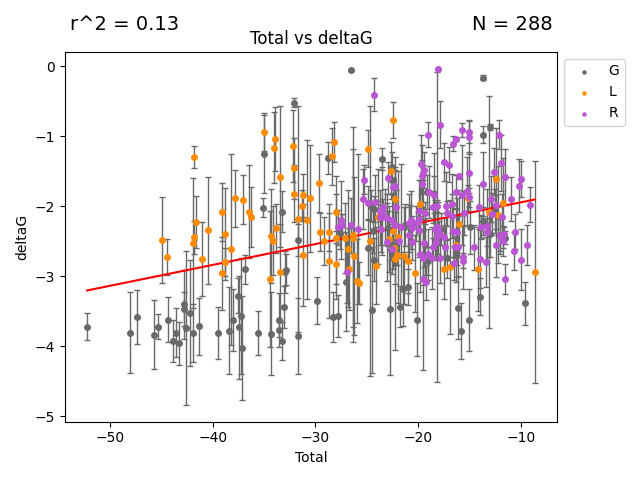 r^2 = 0.13
N = 288
Total vs deltaG
G
L
R
0
−1
−2
−3
−4
−5
deltaG
−50
−40
−30
−20
−10
Total